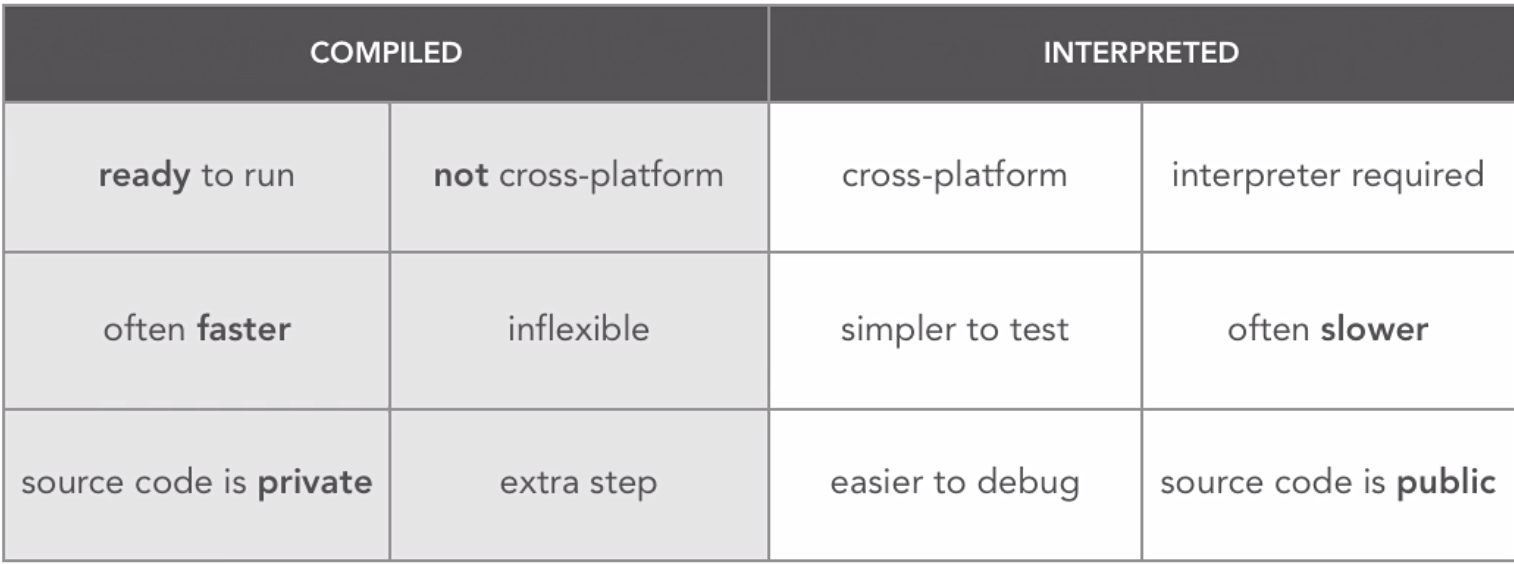 COMPILED
INTERPRETED
ready to run
not cross-platform
cross-platform
interpreter required
often faster
inflexible
simpler to test
often slower
source code is private
extra step
easier to debug
source code is public